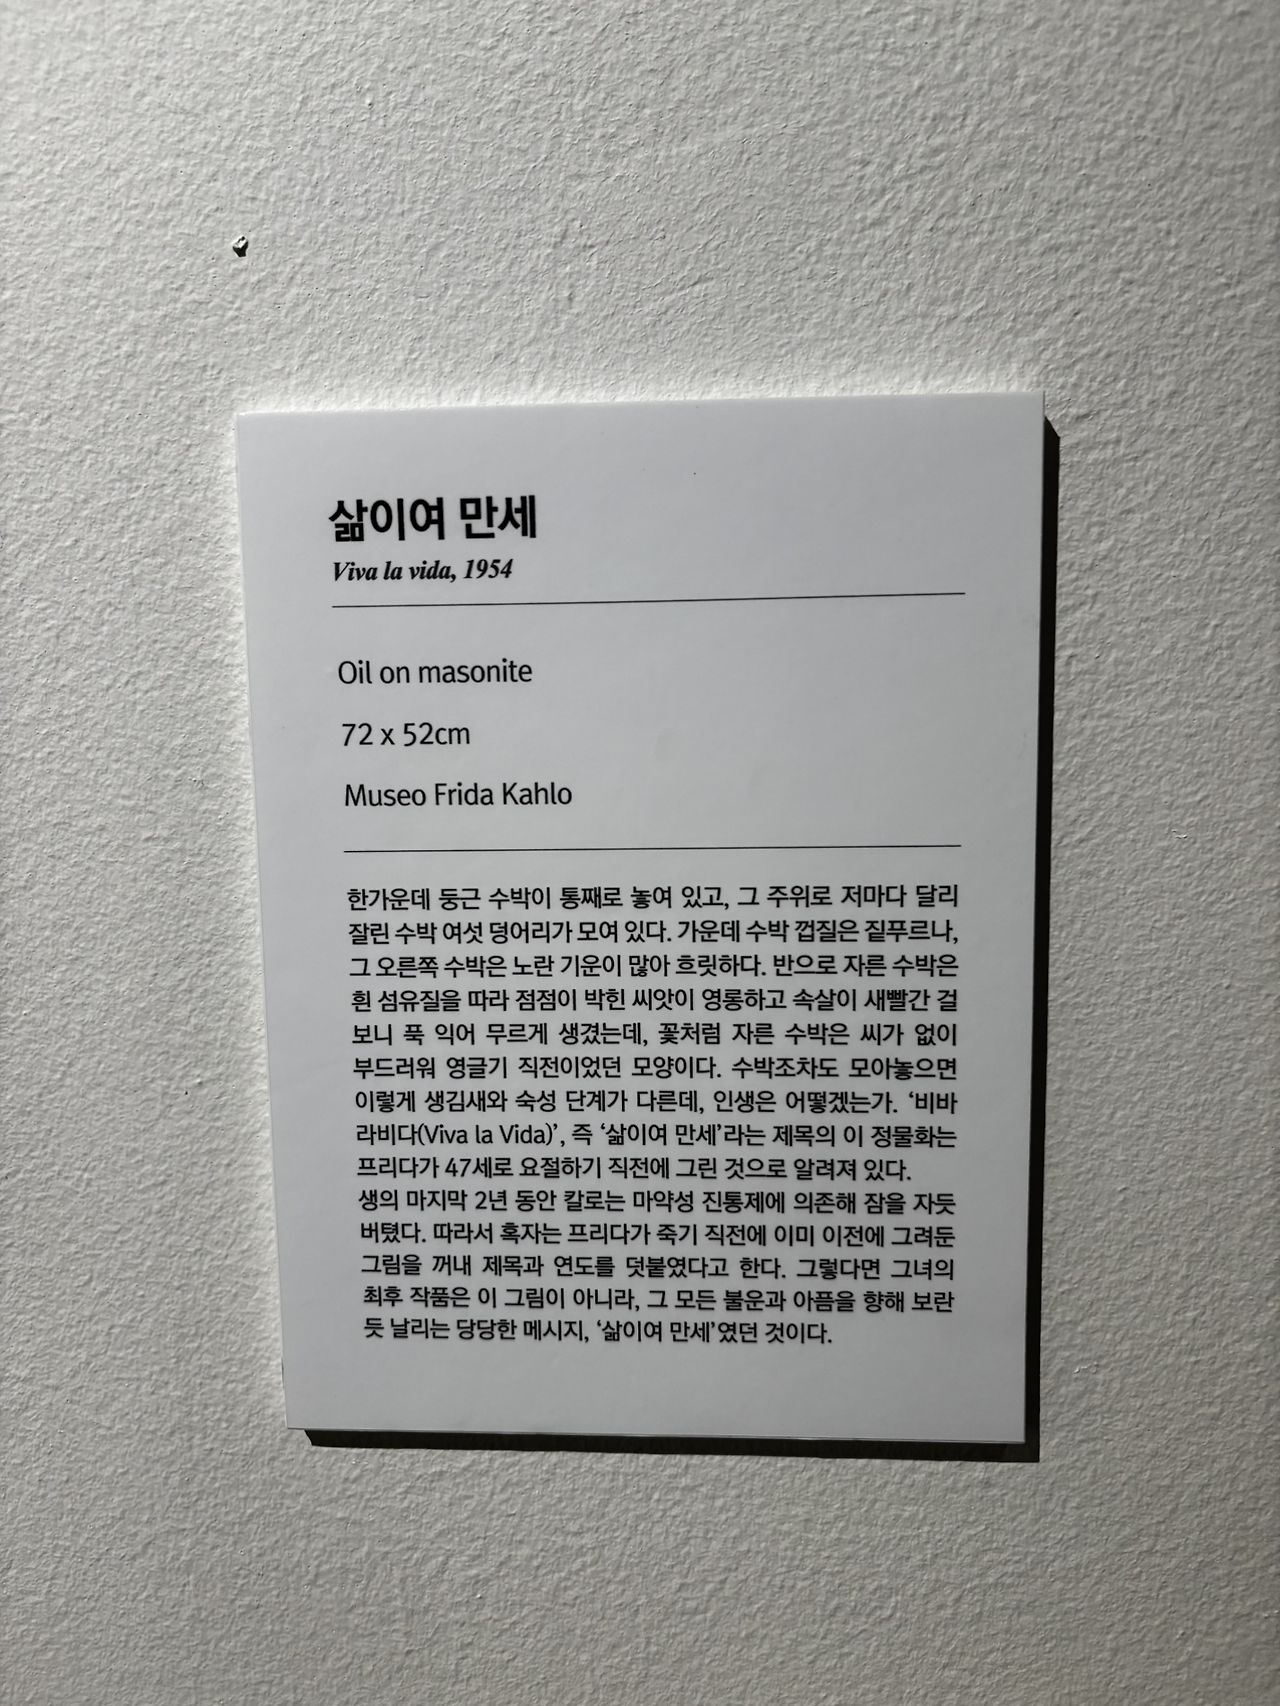 삶이여 만세
Viva la vida, 1954
Oil on masonite
72 x 52cm
Museo Frida Kahlo
한가운데 둥근 수박이 통째로 놓여 있고, 그 주위로 저마다 달리
잘린 수박 여섯 덩어리가 모여 있다. 가운데 수박 껍질은 짙푸르나,
그 오른쪽 수박은 노란 기운이 많아 흐릿하다. 반으로 자른 수박은
흰 섬유질을 따라 점점이 박힌 씨앗이 영롱하고 속살이 새빨간 걸
보니 푹 익어 무르게 생겼는데, 꽃처럼 자른 수박은 씨가 없이
부드러워 영글기 직전이었던 모양이다. 수박조차도 모아놓으면
이렇게 생김새와 숙성 단계가 다른데, 인생은 어떻겠는가. ‘비바
라비다(Viva la Vida)’, 즉 ‘삶이여 만세’라는 제목의 이 정물화는
프리다가 47세로 요절하기 직전에 그린 것으로 알려져 있다.
생의 마지막 2년 동안 칼로는 마약성 진통제에 의존해 잠을 자듯
버텼다. 따라서 혹자는 프리다가 죽기 직전에 이미 이전에 그려둔
그림을 꺼내 제목과 연도를 덧붙였다고 한다. 그렇다면 그녀의
최후 작품은 이 그림이 아니라, 그 모든 불운과 아픔을 향해 보란
듯 날리는 당당한 메시지, ‘삶이여 만세’였던 것이다.